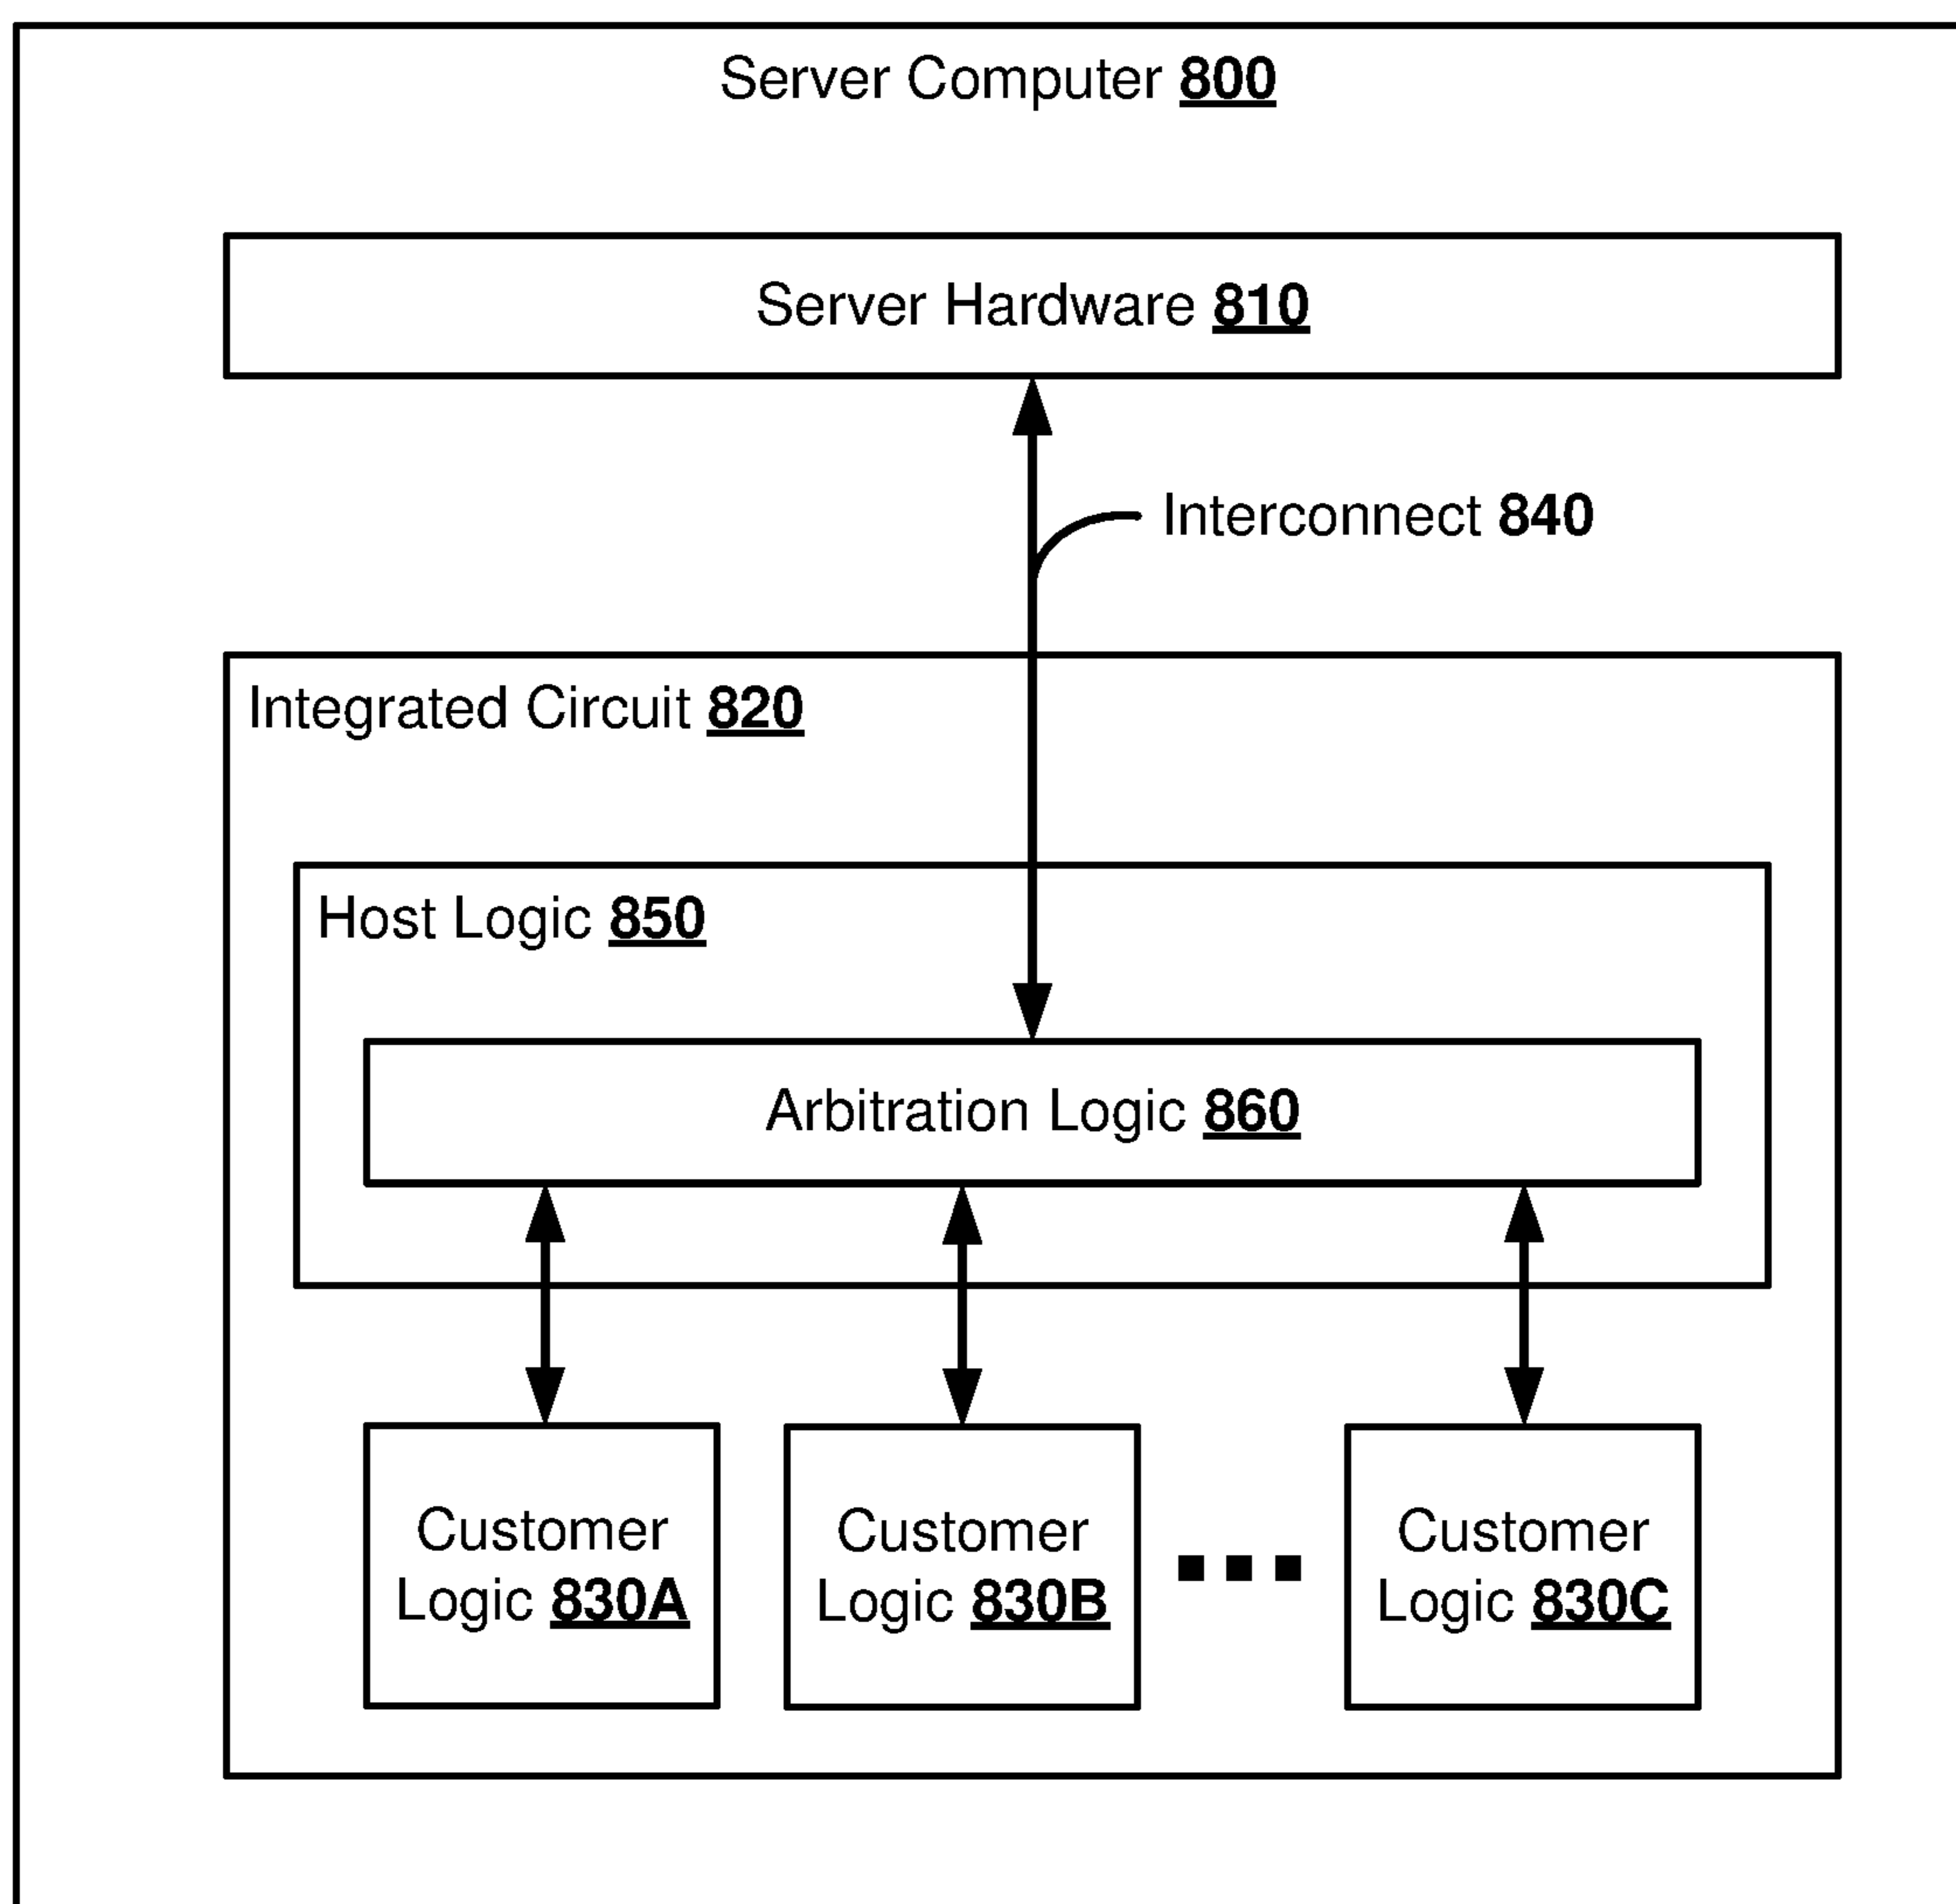 Server Computer 800
Server Hardware 810
Interconnect 840
Integrated Circuit 820
Host Logic 850
Arbitration Logic 860
Customer
Logic 830A
Customer
Logic 830B
Customer
Logic 830C